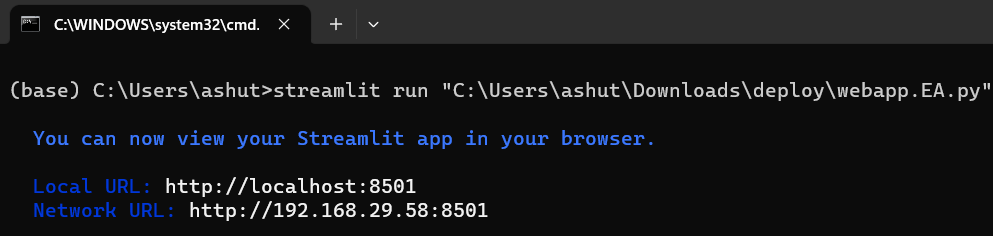 C:\WINDOWS\system32\cmd.
(base) C:\Users\ashut>streamlit run "C:\Users\ashut\Downloads\deploy\webapp.EA.py"
You can now view your Streamlit app in your browser.
Local URL: http://localhost:8501
Network URL: http://192.168.29.58:8501